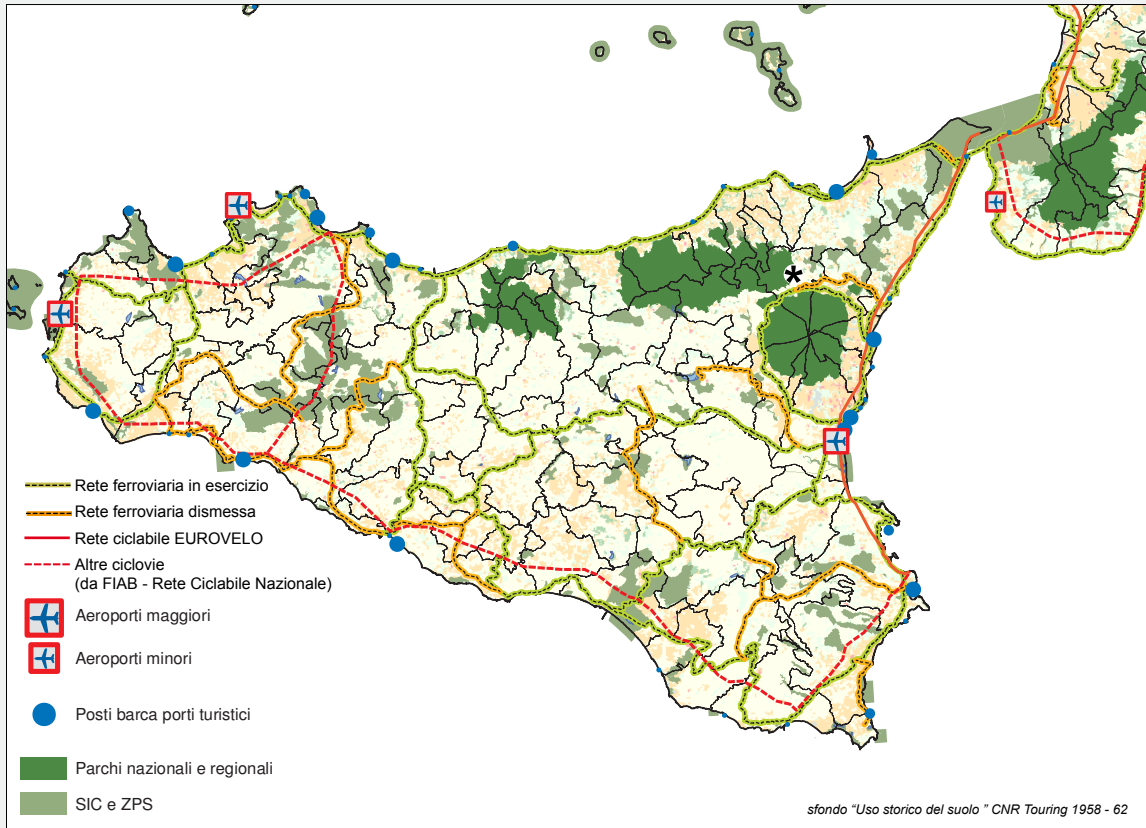 *
Rete ferroviaria in esercizio
Rete ferroviaria dismessa
Rete ciclabile EUROVELO
Altre ciclovie
(da FIAB - Rete Ciclabile Nazionale)
Aeroporti maggiori
Aeroporti minori
Posti barca porti turistici
Parchi nazionali e regionali
SIC e ZPS
sfondo "Uso storico del suolo " CNR Touring 1958 - 62